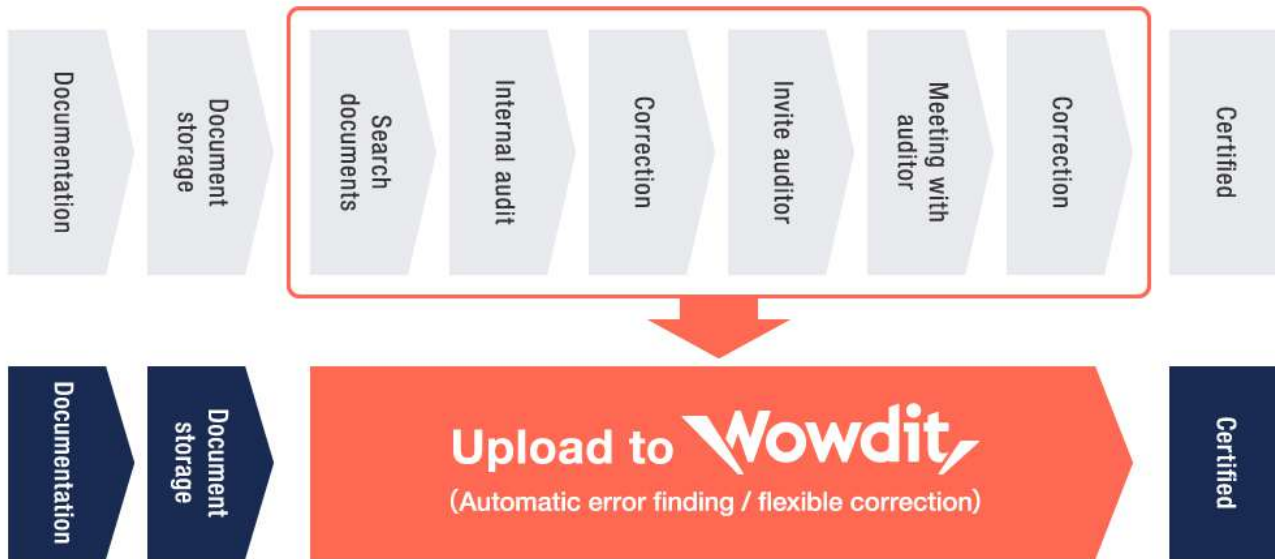 Documentation
Document
storage
Search
documents
Internal audit
Correction
Invite auditor
Meeting with
auditor
Correction
Certified
Documentation
Document
storage
Upload to Wowdit
(Automatic error finding / flexible correction)
Certified